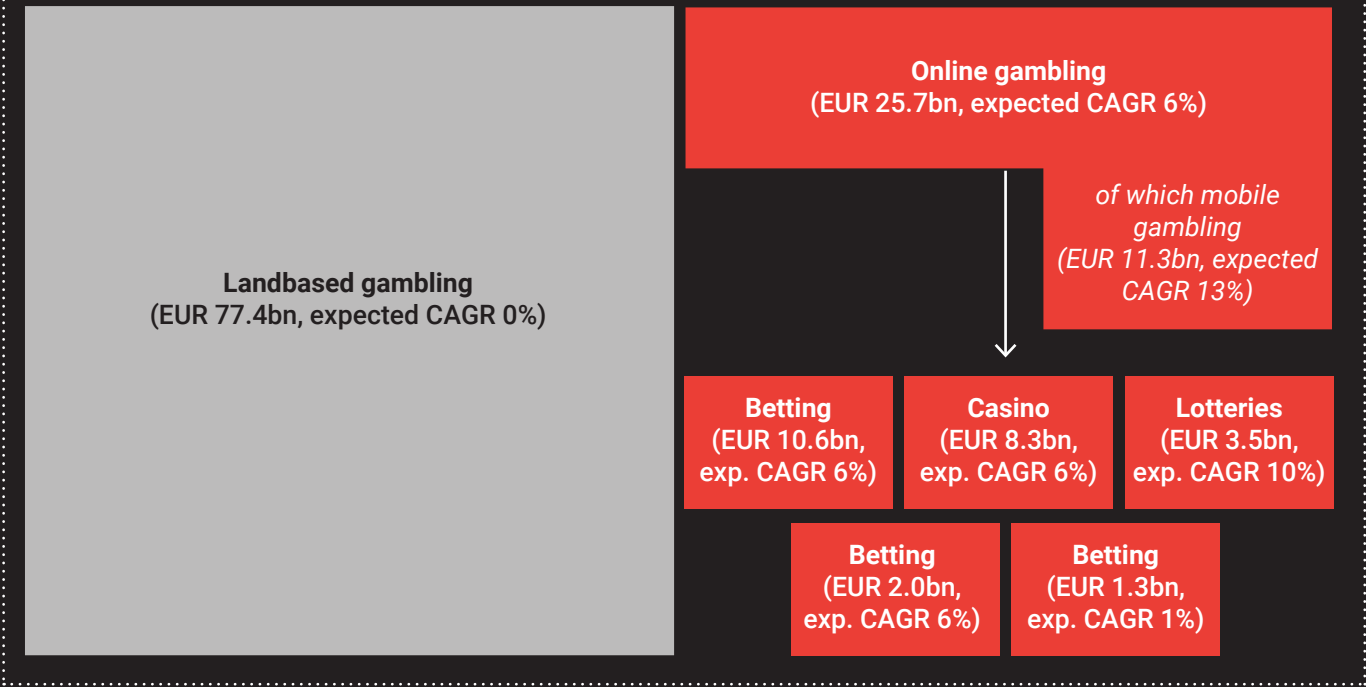 Landbased gambling
(EUR 77.4bn, expected CAGR 0%)
Online gambling
(EUR 25.7bn, expected CAGR 6%)
of which mobile
gambling
(EUR 11.3bn, expected
CAGR 13%)
Betting
(EUR 10.6bn,
exp. CAGR 6%)
Casino
(EUR 8.3bn,
exp. CAGR 6%)
Lotteries
(EUR 3.5bn,
exp. CAGR 10%)
Betting
(EUR 2.0bn,
exp. CAGR 6%)
Betting
(EUR 1.3bn,
exp. CAGR 1%)